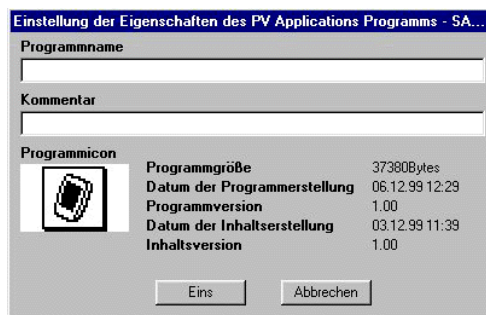 Einstellung der Eigenschaften des PV Applications Programms - SA...
Programmname
Kommentar
Programmicon
Programmgröße 37380Bytes
Datum der Programmerstellung 06.12.99 12:29
Programmversion 1.00
Datum der Inhaltserstellung 03.12.99 11:39
Inhaltsversion 1.00
Eins Abbrechen